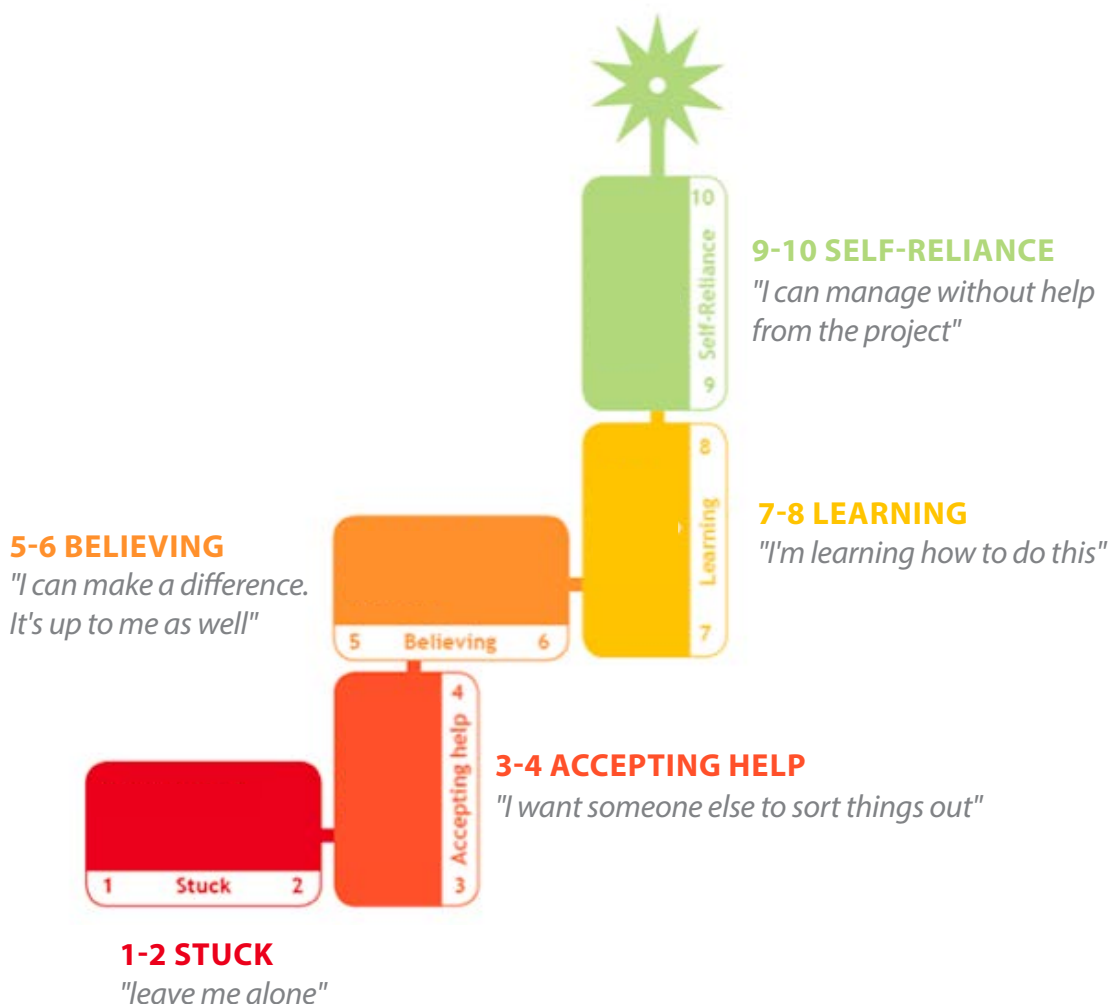 10
Self-Reliance
9
9-10 SELF-RELIANCE
"I can manage without help
from the project"
8
Learning
7
7-8 LEARNING
"I'm learning how to do this"
5-6 BELIEVING
"I can make a difference.
It's up to me as well"
5 Believing 6
4
Accepting help
3
3-4 ACCEPTING HELP
"I want someone else to sort things out"
1 Stuck 2
1-2 STUCK
"leave me alone"